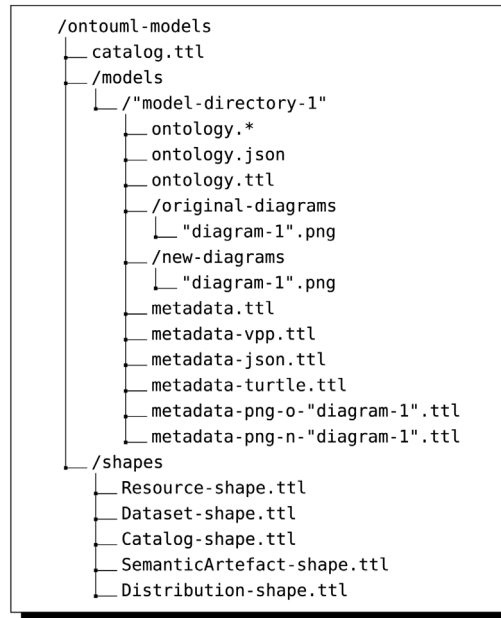 /ontouml-models
catalog.ttl
/models
/"model-directory-1"
ontology.*
ontology.json
ontology.ttl
/original-diagrams
"diagram-1".png
/new-diagrams
"diagram-1".png
metadata.ttl
metadata-vpp.ttl
metadata-json.ttl
metadata-turtle.ttl
metadata-png-o-"diagram-1".ttl
metadata-png-n-"diagram-1".ttl
/shapes
Resource-shape.ttl
Dataset-shape.ttl
Catalog-shape.ttl
SemanticArtefact-shape.ttl
Distribution-shape.ttl